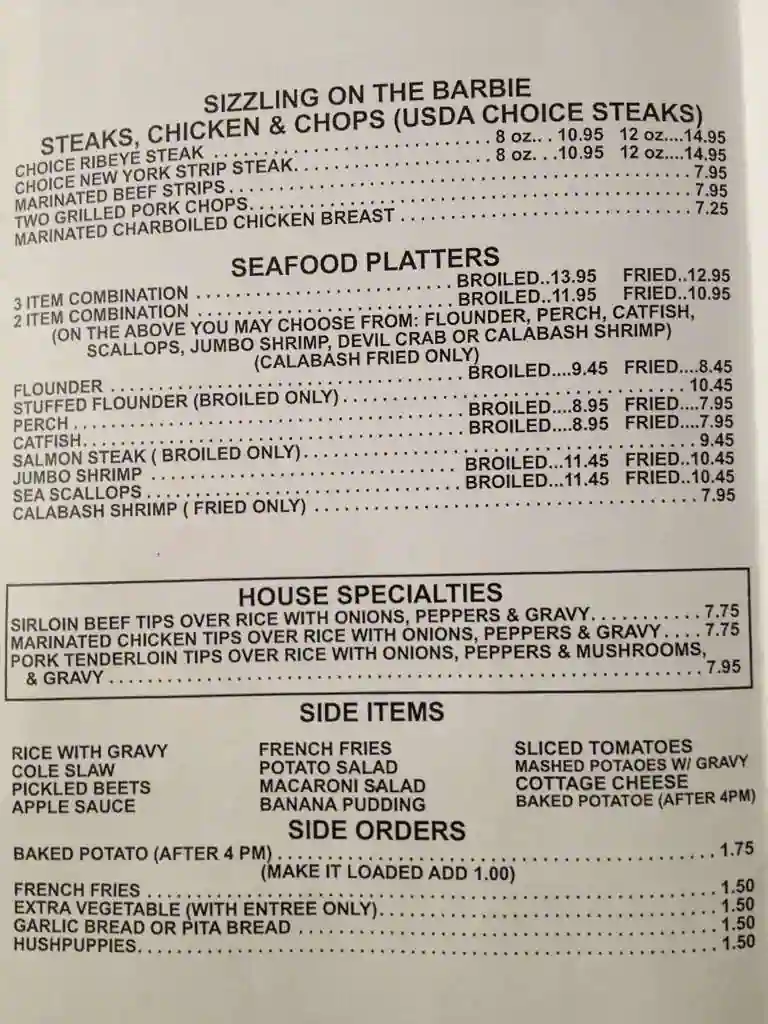 SIZZLING ON THE BARBIE
STEAKS, CHICKEN & CHOPS (USDA CHOICE STEAKS)
CHOICE RIBEYE STEAK ........................ 8 oz... 10.95 12 oz....14.95
CHOICE NEW YORK STRIP STEAK................. 8 oz. ..10.95 12 oz....14.95
MARINATED BEEF STRIPS........................................ 7.95
TWO GRILLED PORK CHOPS....................................... 7.95
MARINATED CHARBOILED CHICKEN BREAST ......................... 7.25
SEAFOOD PLATTERS
3 ITEM COMBINATION ..................... BROILED..13.95 FRIED..12.95
2 ITEM COMBINATION ..................... BROILED..11.95 FRIED..10.95
(ON THE ABOVE YOU MAY CHOOSE FROM: FLOUNDER, PERCH, CATFISH,
SCALLOPS, JUMBO SHRIMP, DEVIL CRAB OR CALABASH SHRIMP)
(CALABASH FRIED ONLY)
FLOUNDER ............................... BROILED....9.45 FRIED....8.45
STUFFED FLOUNDER (BROILED ONLY).............................. 10.45
PERCH .................................. BROILED....8.95 FRIED....7.95
CATFISH................................. BROILED....8.95 FRIED....7.95
SALMON STEAK ( BROILED ONLY)................................. 9.45
JUMBO SHRIMP ........................... BROILED...11.45 FRIED..10.45
SEA SCALLOPS ........................... BROILED...11.45 FRIED..10.45
CALABASH SHRIMP ( FRIED ONLY) ............................... 7.95
HOUSE SPECIALTIES
SIRLOIN BEEF TIPS OVER RICE WITH ONIONS, PEPPERS & GRAVY............ 7.75
MARINATED CHICKEN TIPS OVER RICE WITH ONIONS, PEPPERS & GRAVY .... 7.75
PORK TENDERLOIN TIPS OVER RICE WITH ONIONS, PEPPERS & MUSHROOMS,
& GRAVY ..................................................... 7.95
SIDE ITEMS
RICE WITH GRAVY FRENCH FRIES SLICED TOMATOES
COLE SLAW POTATO SALAD MASHED POTAOES W/ GRAVY
PICKLED BEETS MACARONI SALAD COTTAGE CHEESE
APPLE SAUCE BANANA PUDDING BAKED POTATOE (AFTER 4PM)
SIDE ORDERS
BAKED POTATO (AFTER 4 PM) ................................... 1.75
(MAKE IT LOADED ADD 1.00)
FRENCH FRIES ................................................ 1.50
EXTRA VEGETABLE (WITH ENTREE ONLY)........................... 1.50
GARLIC BREAD OR PITA BREAD .................................. 1.50
HUSHPUPPIES.................................................. 1.50